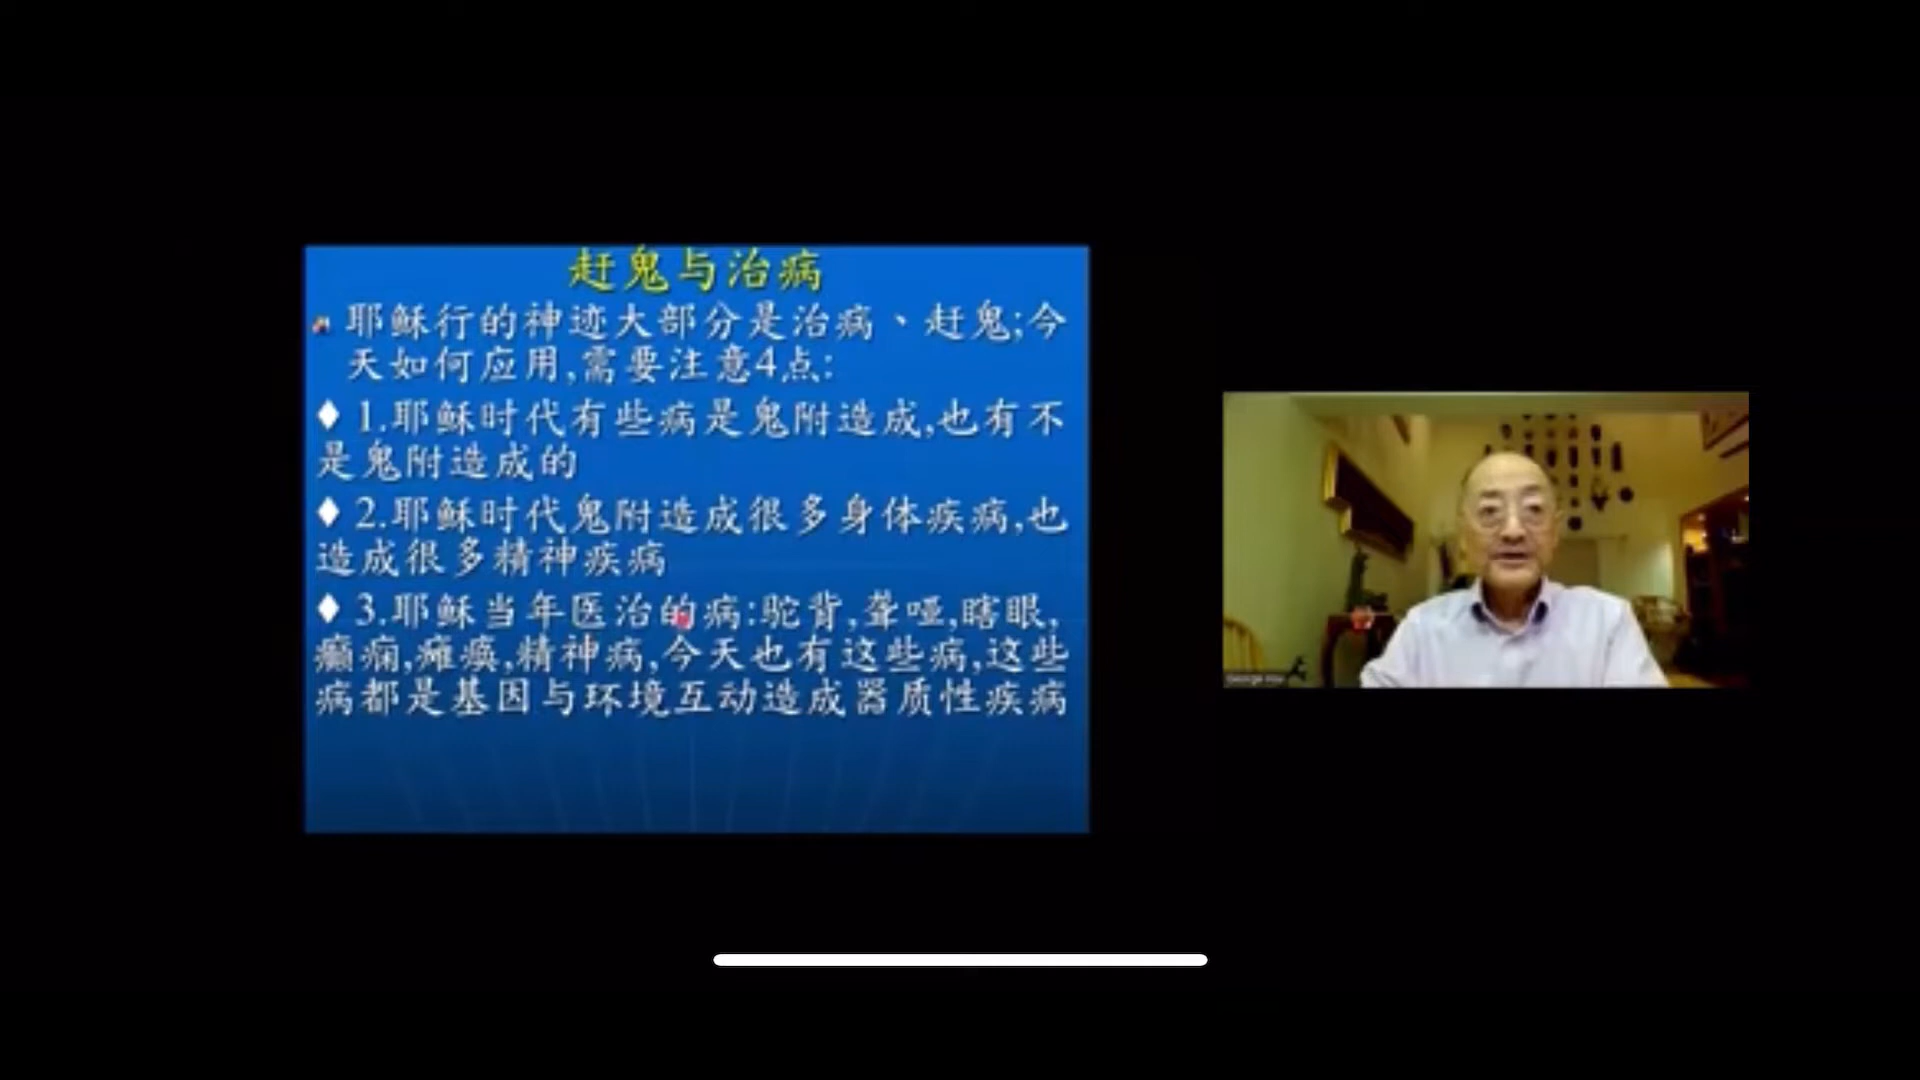 赶鬼与治病
耶稣行的神迹大部分是治病、赶鬼;今
天如何应用,需要注意4点:
1.耶稣时代有些病是鬼附造成,也有不
是鬼附造成的
2.耶稣时代鬼附造成很多身体疾病,也
造成很多精神疾病
3.耶稣当年医治的病:驼背,聋哑,瞎眼,
癫痫,瘫痪,精神病,今天也有这些病,这些
病都是基因与环境互动造成器质性疾病
George